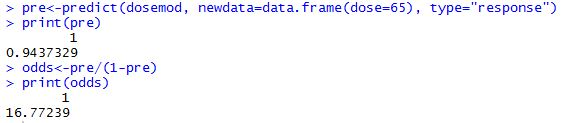 > pre<-predict(dosemod, newdata=data.frame(dose=65), type="response")
> print(pre)
1
0.9437329
> odds<-pre/(1-pre)
> print(odds)
1
16.77239